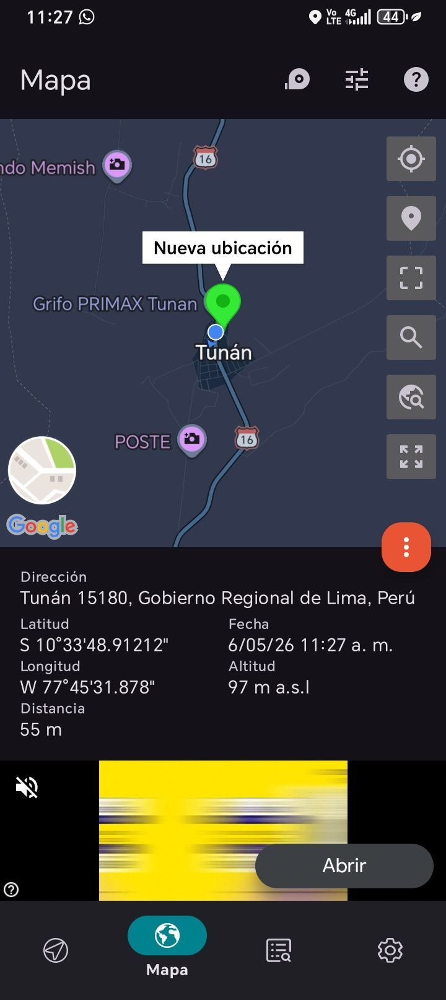 11:27
Vo LTE 4G 44
Mapa
ndo Memish
16
Nueva ubicación
Grifo PRIMAX Tunan
Tunán
POSTE
16
Google
Dirección
Tunán 15180, Gobierno Regional de Lima, Perú
Latitud
S 10°33'48.91212"
Fecha
6/05/26 11:27 a. m.
Longitud
W 77°45'31.878"
Altitud
97 m a.s.l
Distancia
55 m
Abrir
Mapa